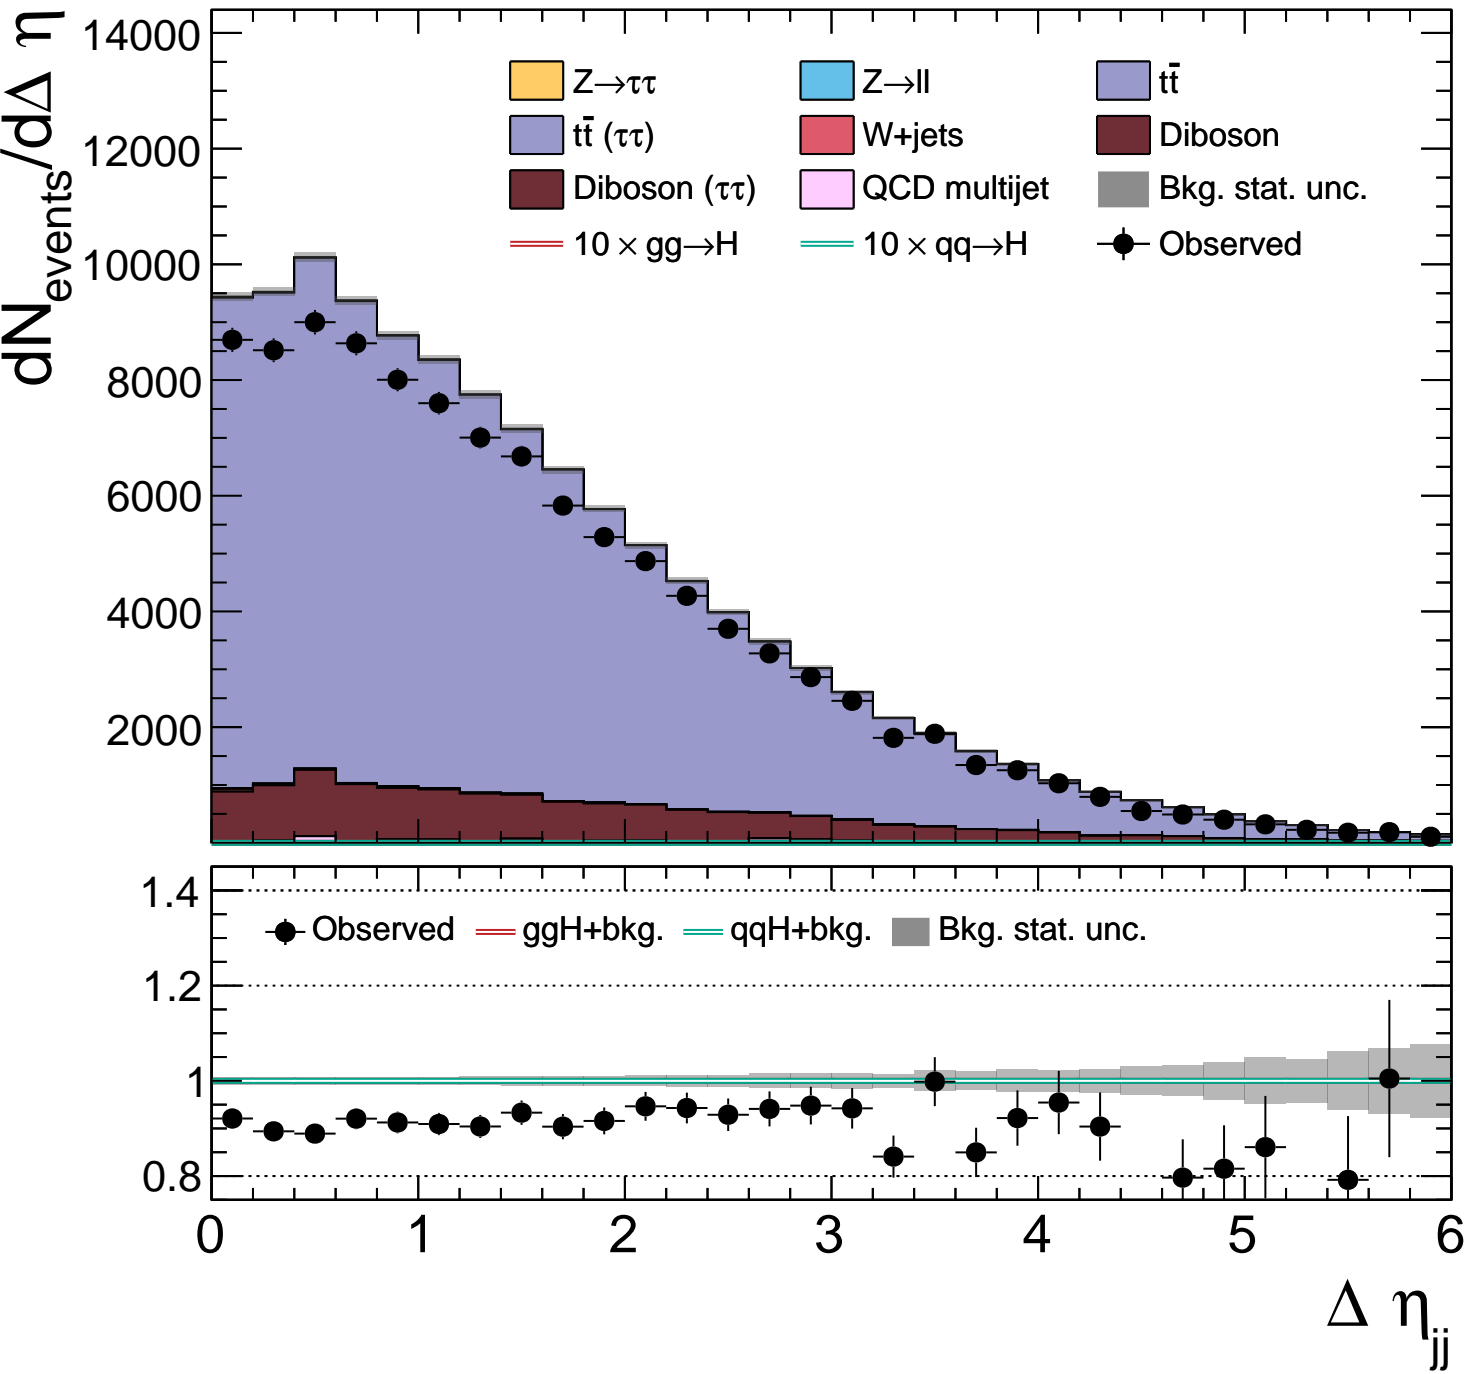 dN_events/dΔ η
14000
12000
10000
8000
6000
4000
2000
Z→ττ Z→ll tt̄
tt̄ (ττ) W+jets Diboson
Diboson (ττ) QCD multijet Bkg. stat. unc.
10 × gg→H 10 × qq→H Observed
1.4
1.2
1
0.8
Observed ggH+bkg. qqH+bkg. Bkg. stat. unc.
0 1 2 3 4 5 6
Δ η_jj